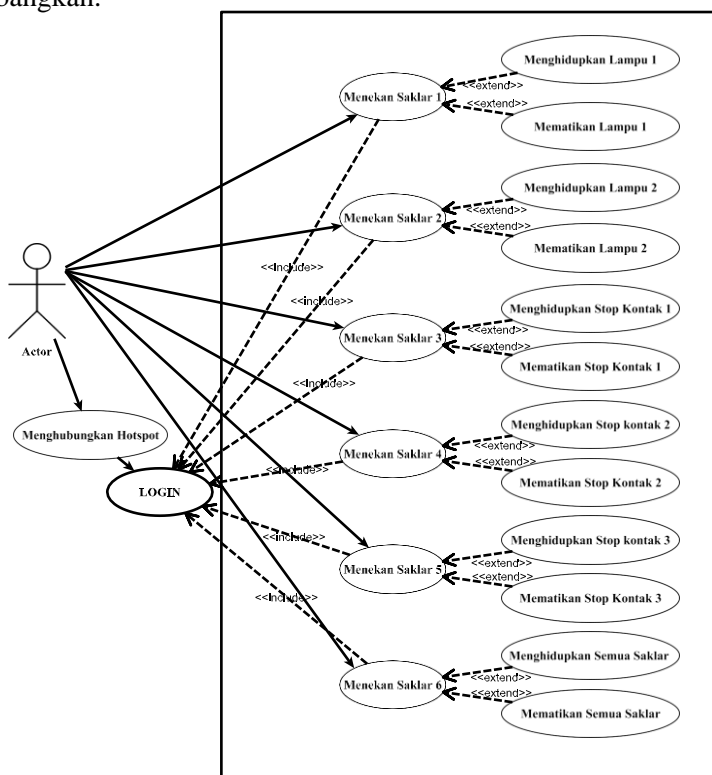 bangkan.
Menghidupkan Lampu 1
<<extend>>
Menekan Saklar 1
<<extend>>
Mematikan Lampu 1
Menghidupkan Lampu 2
<<extend>>
Menekan Saklar 2
<<extend>>
Mematikan Lampu 2
<<include>>
<<include>>
Menghidupkan Stop Kontak 1
<<extend>>
Menekan Saklar 3
<<extend>>
Mematikan Stop Kontak 1
Actor
<<include>>
Menghubungkan Hotspot
Menghidupkan Stop kontak 2
<<extend>>
Menekan Saklar 4
<<extend>>
<<include>>
Mematikan Stop Kontak 2
LOGIN
<<include>>
Menghidupkan Stop kontak 3
<<extend>>
Menekan Saklar 5
<<extend>>
Mematikan Stop Kontak 3
<<include>>
Menghidupkan Semua Saklar
<<extend>>
Menekan Saklar 6
<<extend>>
Mematikan Semua Saklar